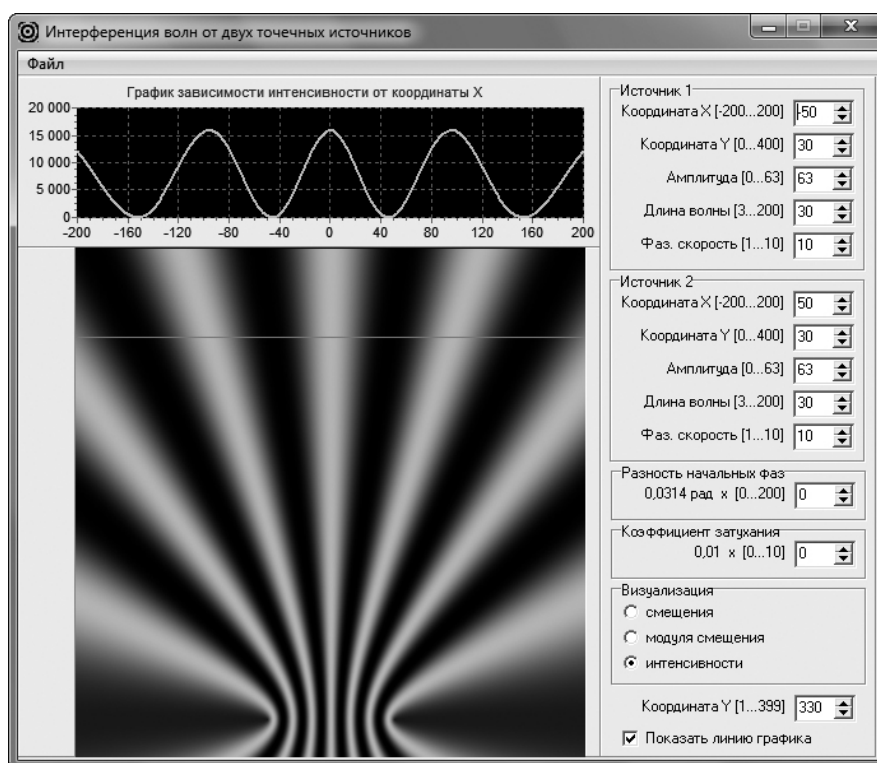 Интерференция волн от двух точечных источников
Файл
График зависимости интенсивности от координаты X
20 000
15 000
10 000
5 000
0
-200 -160 -120 -80 -40 0 40 80 120 160 200
Источник 1
Координата X [-200...200] -50
Координата Y [0...400] 30
Амплитуда [0...63] 63
Длина волны [3...200] 30
Фаз. скорость [1...10] 10
Источник 2
Координата X [-200...200] 50
Координата Y [0...400] 30
Амплитуда [0...63] 63
Длина волны [3...200] 30
Фаз. скорость [1...10] 10
Разность начальных фаз
0,0314 рад x [0...200] 0
Коэффициент затухания
0,01 x [0...10] 0
Визуализация
смещения
модуля смещения
интенсивности
Координата Y [1...399] 330
Показать линию графика